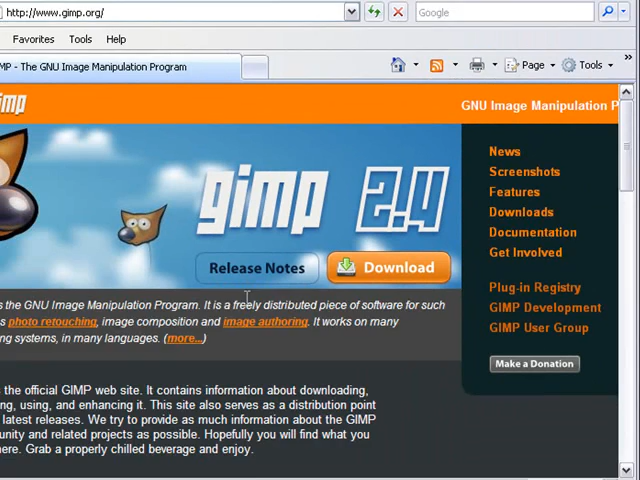 http://www.gimp.org/
Google
Favorites Tools Help
MP - The GNU Image Manipulation Program
Page Tools
imp
GNU Image Manipulation P
gimp 2.4
Release Notes Download
News
Screenshots
Features
Downloads
Documentation
Get Involved
Plug-in Registry
GIMP Development
GIMP User Group
Make a Donation
s the GNU Image Manipulation Program. It is a freely distributed piece of software for such
s photo retouching, image composition and image authoring. It works on many
ng systems, in many languages. (more...)
the official GIMP web site. It contains information about downloading,
ng, using, and enhancing it. This site also serves as a distribution point
latest releases. We try to provide as much information about the GIMP
unity and related projects as possible. Hopefully you will find what you
here. Grab a properly chilled beverage and enjoy.